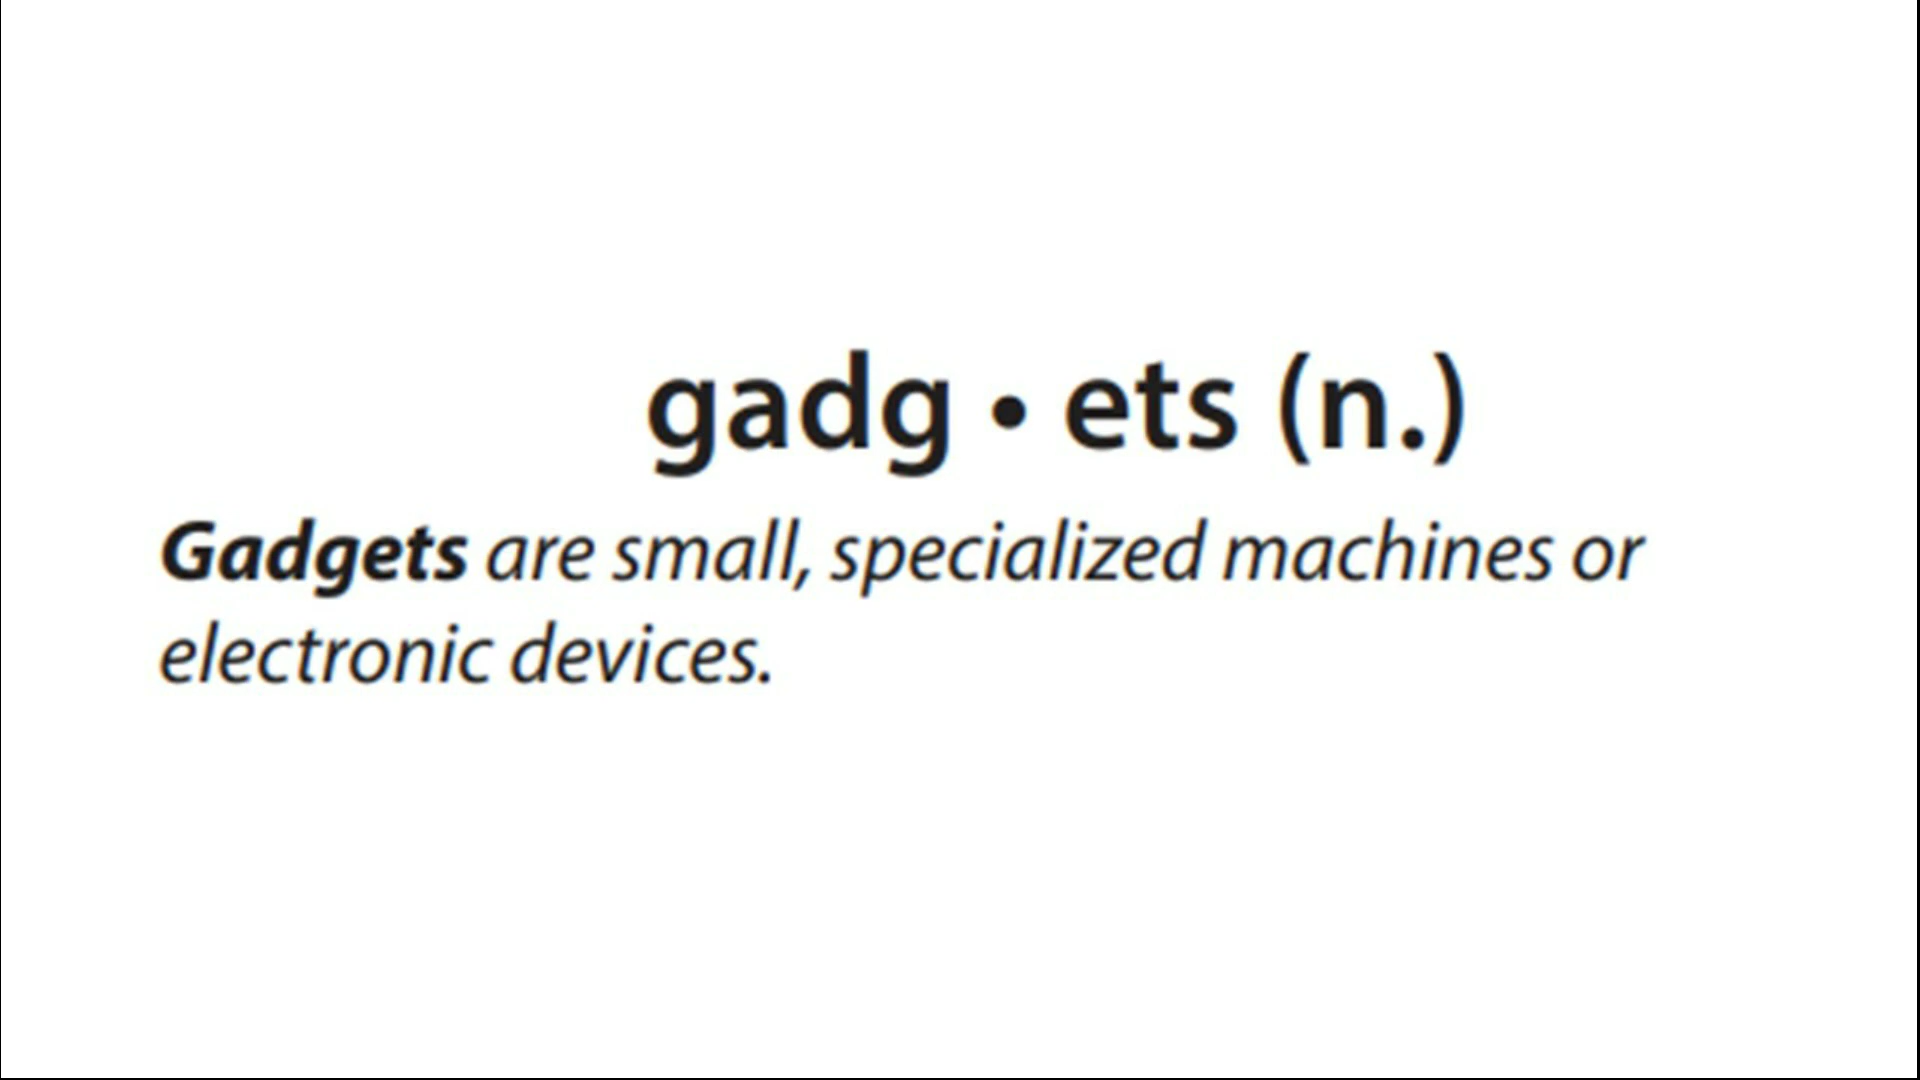 gadg • ets (n.)
Gadgets are small, specialized machines or
electronic devices.